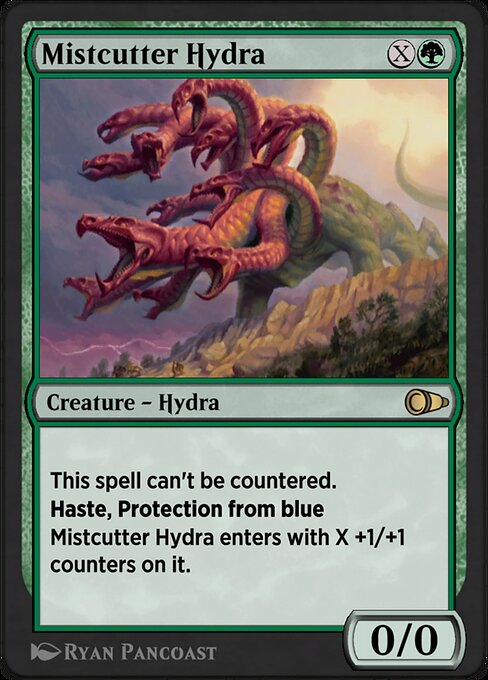 Mistcutter Hydra X
Creature – Hydra
This spell can't be countered.
Haste, Protection from blue
Mistcutter Hydra enters with X +1/+1
counters on it.
0/0
Ryan Pancoast